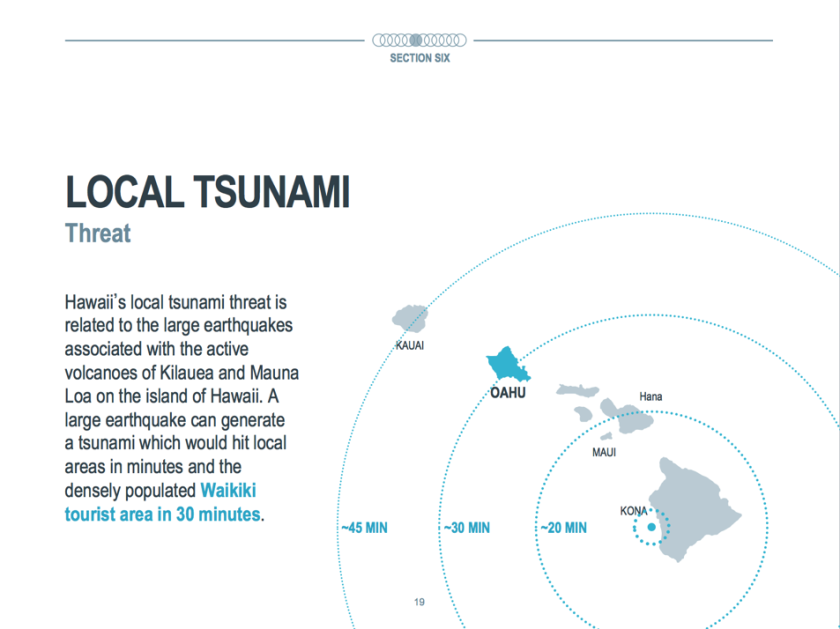 SECTION SIX
LOCAL TSUNAMI
Threat
Hawaii's local tsunami threat is
related to the large earthquakes
associated with the active
volcanoes of Kilauea and Mauna
Loa on the island of Hawaii. A
large earthquake can generate
a tsunami which would hit local
areas in minutes and the
densely populated Waikiki
tourist area in 30 minutes.
KAUAI
OAHU
Hana
MAUI
KONA
~45 MIN
~30 MIN
~20 MIN
19